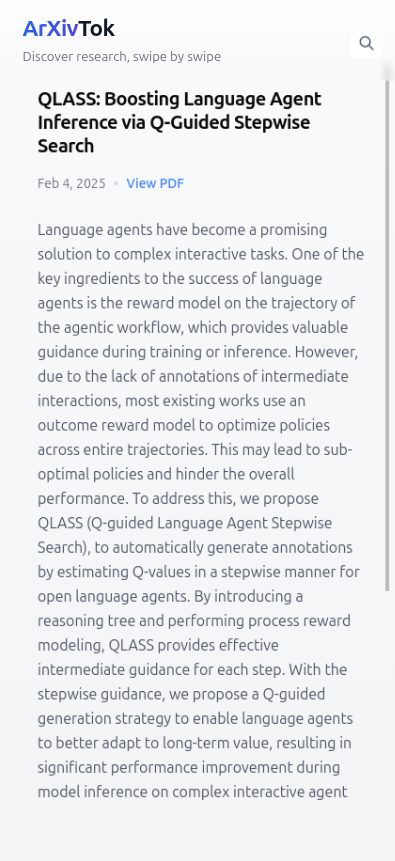 ArXivTok
Discover research, swipe by swipe
QLASS: Boosting Language Agent
Inference via Q-Guided Stepwise
Search
Feb 4, 2025 • View PDF
Language agents have become a promising
solution to complex interactive tasks. One of the
key ingredients to the success of language
agents is the reward model on the trajectory of
the agentic workflow, which provides valuable
guidance during training or inference. However,
due to the lack of annotations of intermediate
interactions, most existing works use an
outcome reward model to optimize policies
across entire trajectories. This may lead to sub-
optimal policies and hinder the overall
performance. To address this, we propose
QLASS (Q-guided Language Agent Stepwise
Search), to automatically generate annotations
by estimating Q-values in a stepwise manner for
open language agents. By introducing a
reasoning tree and performing process reward
modeling, QLASS provides effective
intermediate guidance for each step. With the
stepwise guidance, we propose a Q-guided
generation strategy to enable language agents
to better adapt to long-term value, resulting in
significant performance improvement during
model inference on complex interactive agent